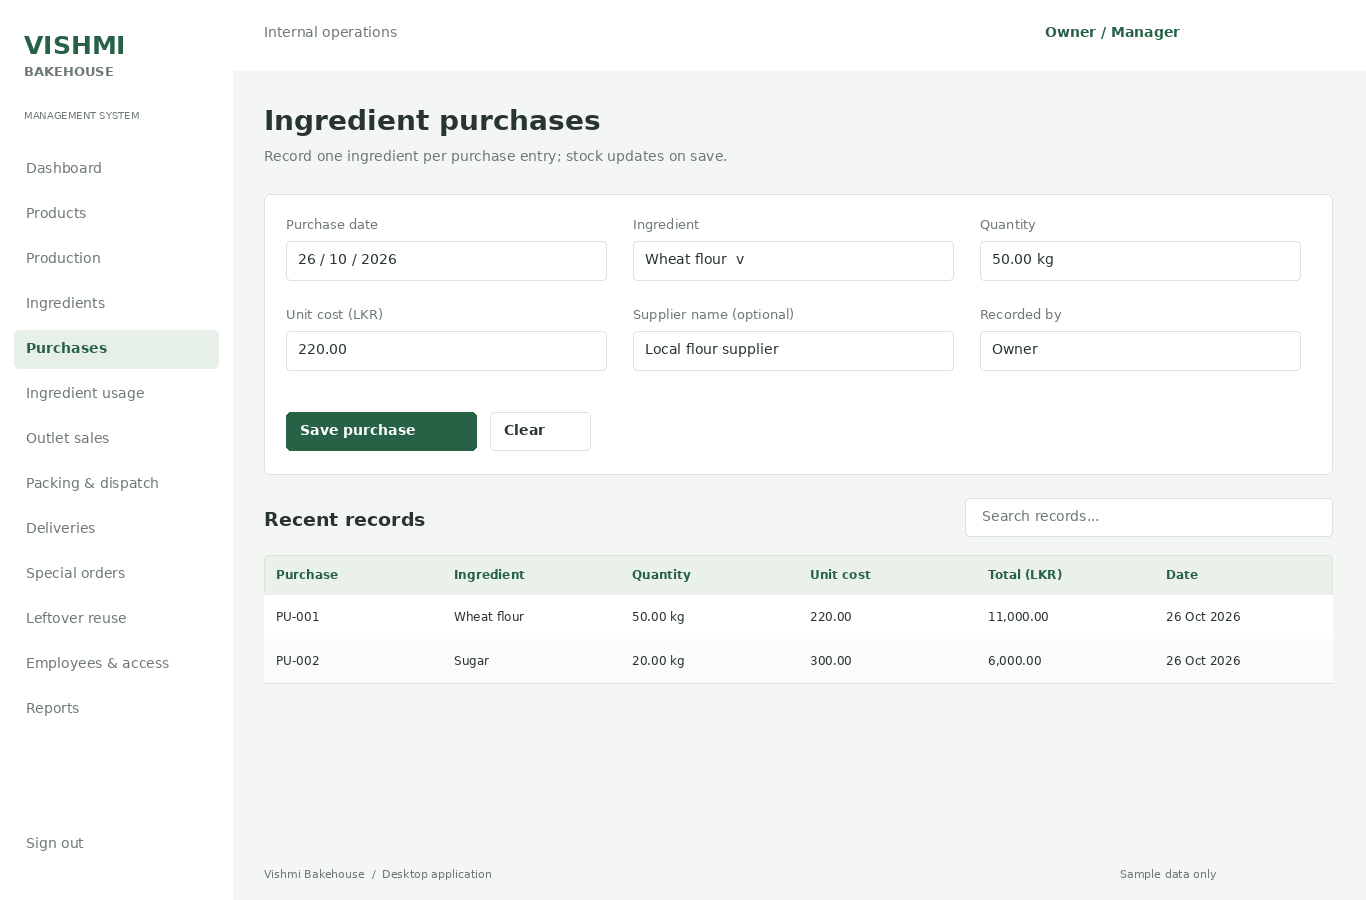 VISHMI
BAKEHOUSE
MANAGEMENT SYSTEM
Dashboard
Products
Production
Ingredients
Purchases
Ingredient usage
Outlet sales
Packing & dispatch
Deliveries
Special orders
Leftover reuse
Employees & access
Reports
Sign out
Internal operations
Owner / Manager
Ingredient purchases
Record one ingredient per purchase entry; stock updates on save.
Purchase date Ingredient Quantity
26 / 10 / 2026 Wheat flour v 50.00 kg
Unit cost (LKR) Supplier name (optional) Recorded by
220.00 Local flour supplier Owner
Save purchase Clear
Recent records Search records...
Purchase Ingredient Quantity Unit cost Total (LKR) Date
PU-001 Wheat flour 50.00 kg 220.00 11,000.00 26 Oct 2026
PU-002 Sugar 20.00 kg 300.00 6,000.00 26 Oct 2026
Vishmi Bakehouse / Desktop application Sample data only